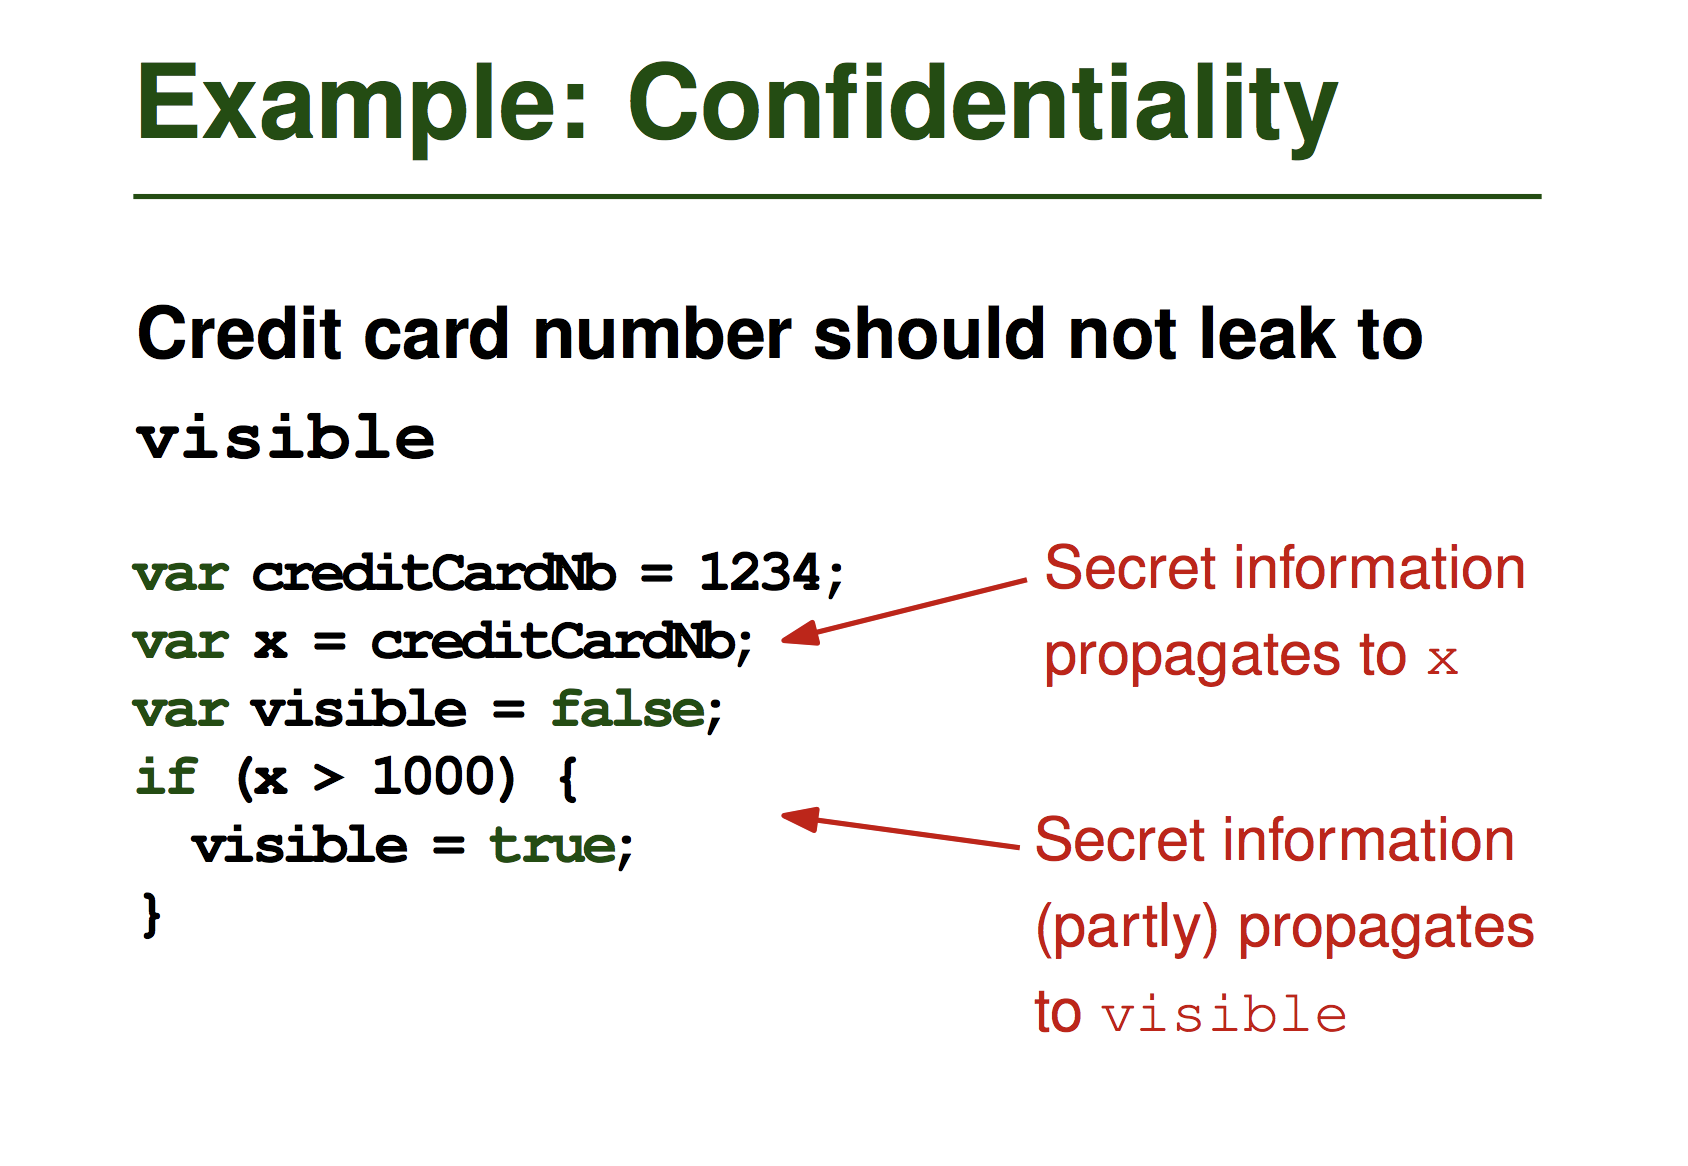 Example: Confidentiality
Credit card number should not leak to
visible
var creditCardNb = 1234;
var x = creditCardNb;
var visible = false;
if (x > 1000) {
  visible = true;
}
Secret information
propagates to x
Secret information
(partly) propagates
to visible